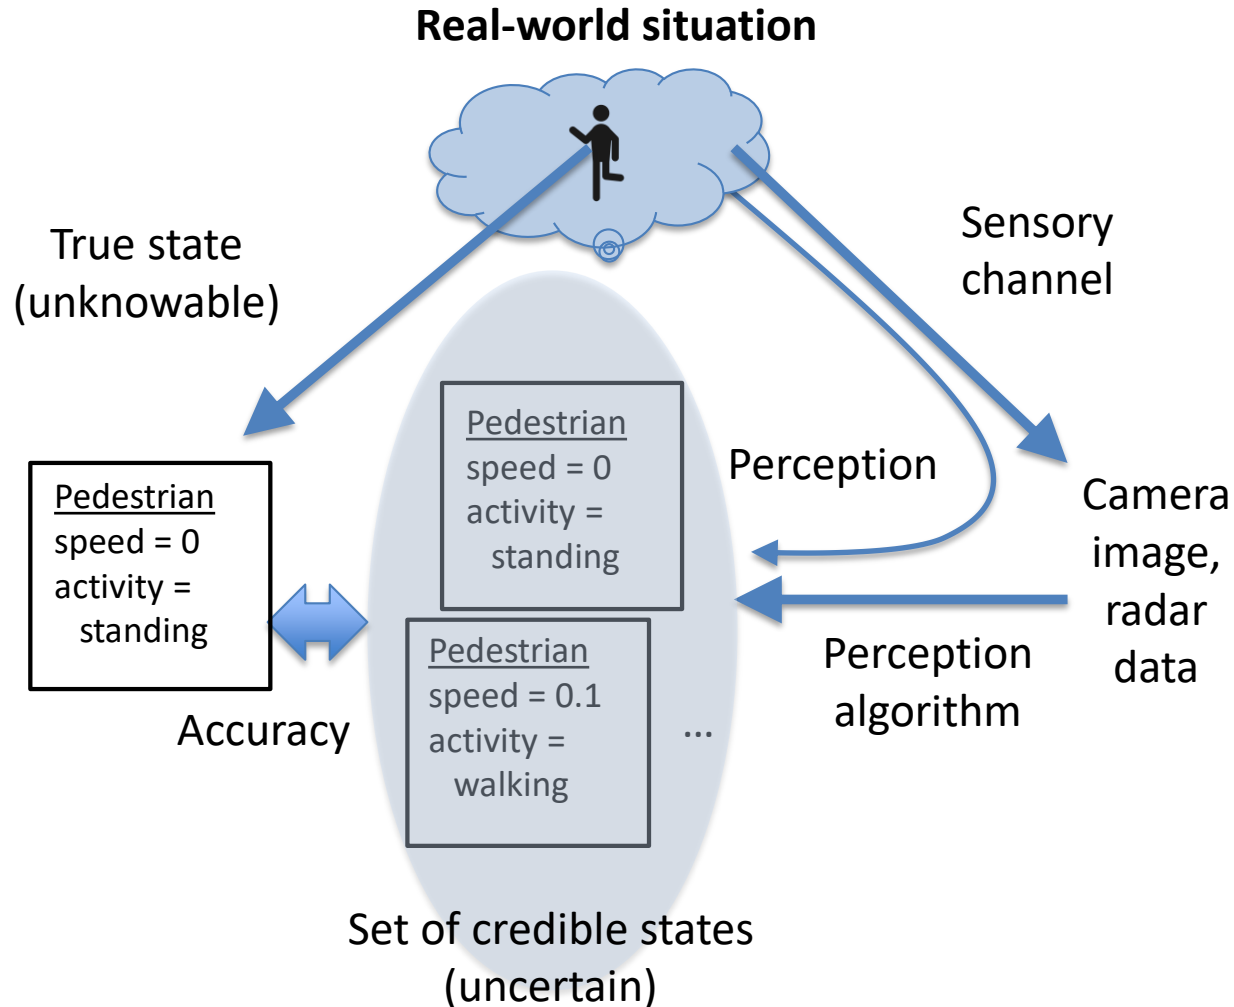 Real-world situation
True state
(unknowable)
Sensory
channel
Pedestrian
speed = 0
activity =
standing
Perception
Pedestrian
speed = 0
activity =
standing
Camera
image,
radar
data
Pedestrian
speed = 0.1
activity =
walking
...
Accuracy
Perception
algorithm
Set of credible states
(uncertain)